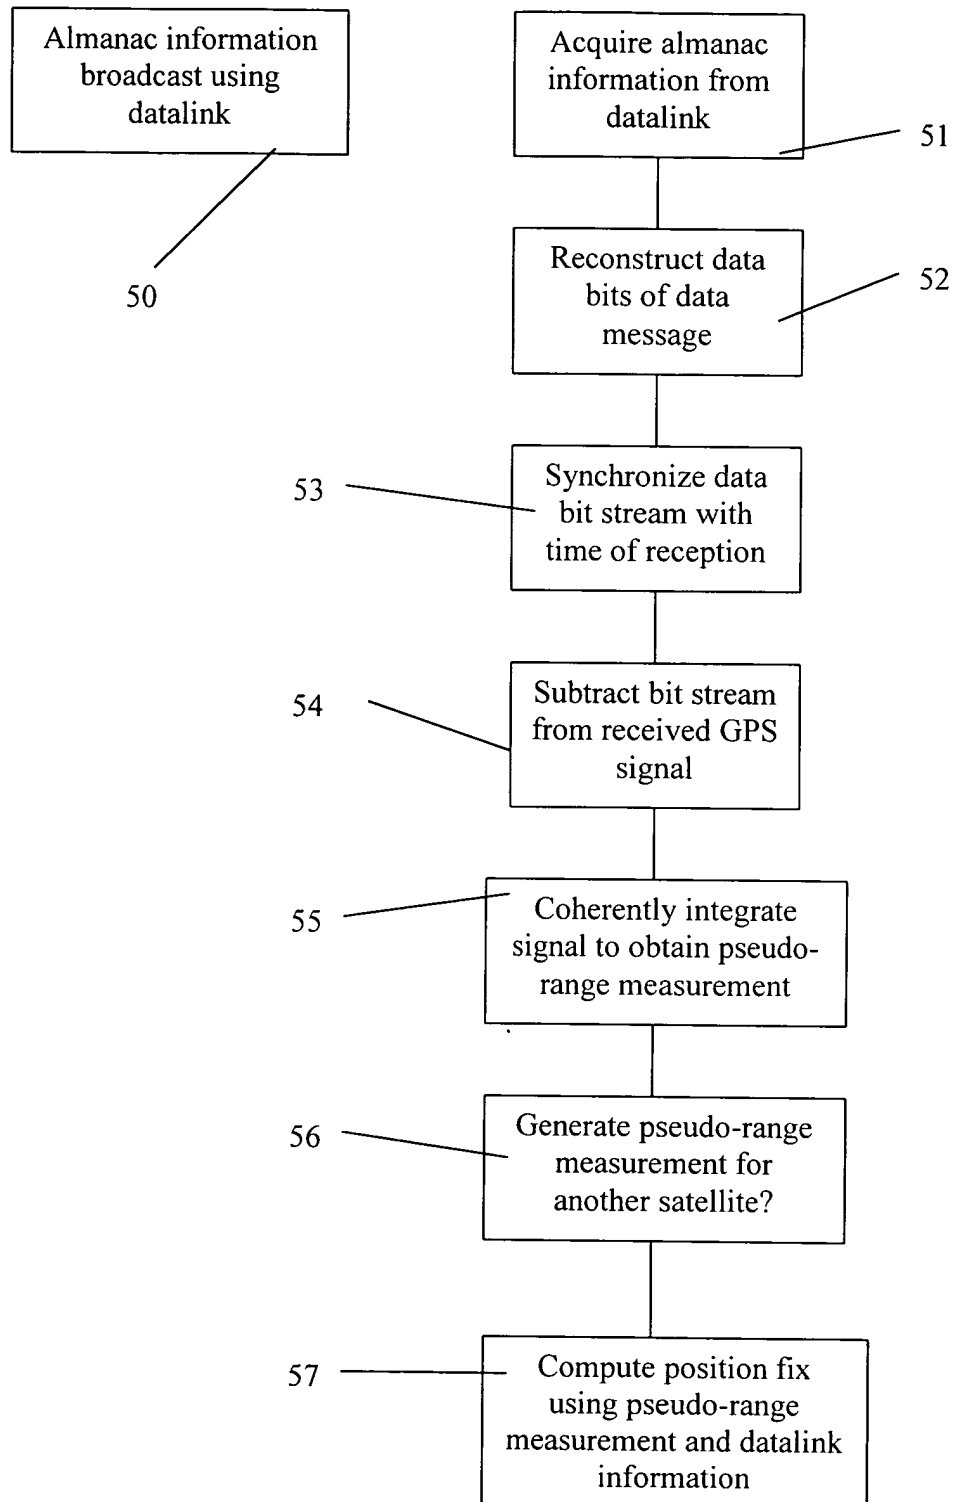 Almanac information
broadcast using
datalink
50
Acquire almanac
information from
datalink
51
Reconstruct data
bits of data
message
52
53
Synchronize data
bit stream with
time of reception
54
Subtract bit stream
from received GPS
signal
55
Coherently integrate
signal to obtain pseudo-
range measurement
56
Generate pseudo-range
measurement for
another satellite?
57
Compute position fix
using pseudo-range
measurement and datalink
information